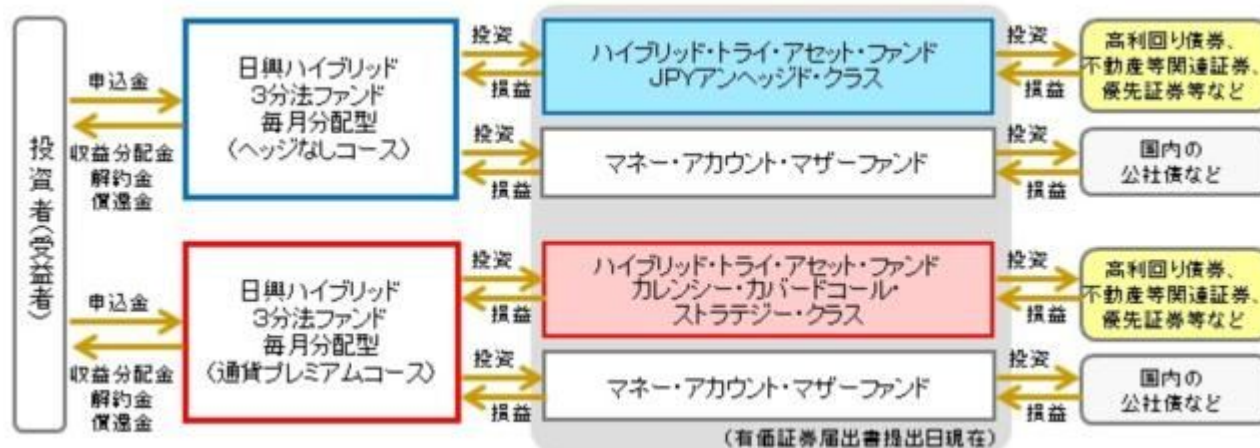 投資者(受益者)
申込金
収益分配金
解約金
償還金
日興ハイブリッド
3分法ファンド
毎月分配型
(ヘッジなしコース)
投資
損益
ハイブリッド・トライ・アセット・ファンド
JPYアンヘッジド・クラス
投資
損益
高利回り債券、
不動産等関連証券、
優先証券等など
投資
損益
マネー・アカウント・マザーファンド
投資
損益
国内の
公社債など
申込金
収益分配金
解約金
償還金
日興ハイブリッド
3分法ファンド
毎月分配型
(通貨プレミアムコース)
投資
損益
ハイブリッド・トライ・アセット・ファンド
カレンシー・カバードコール・
ストラテジー・クラス
投資
損益
高利回り債券、
不動産等関連証券、
優先証券等など
投資
損益
マネー・アカウント・マザーファンド
投資
損益
国内の
公社債など
(有価証券届出書提出日現在)